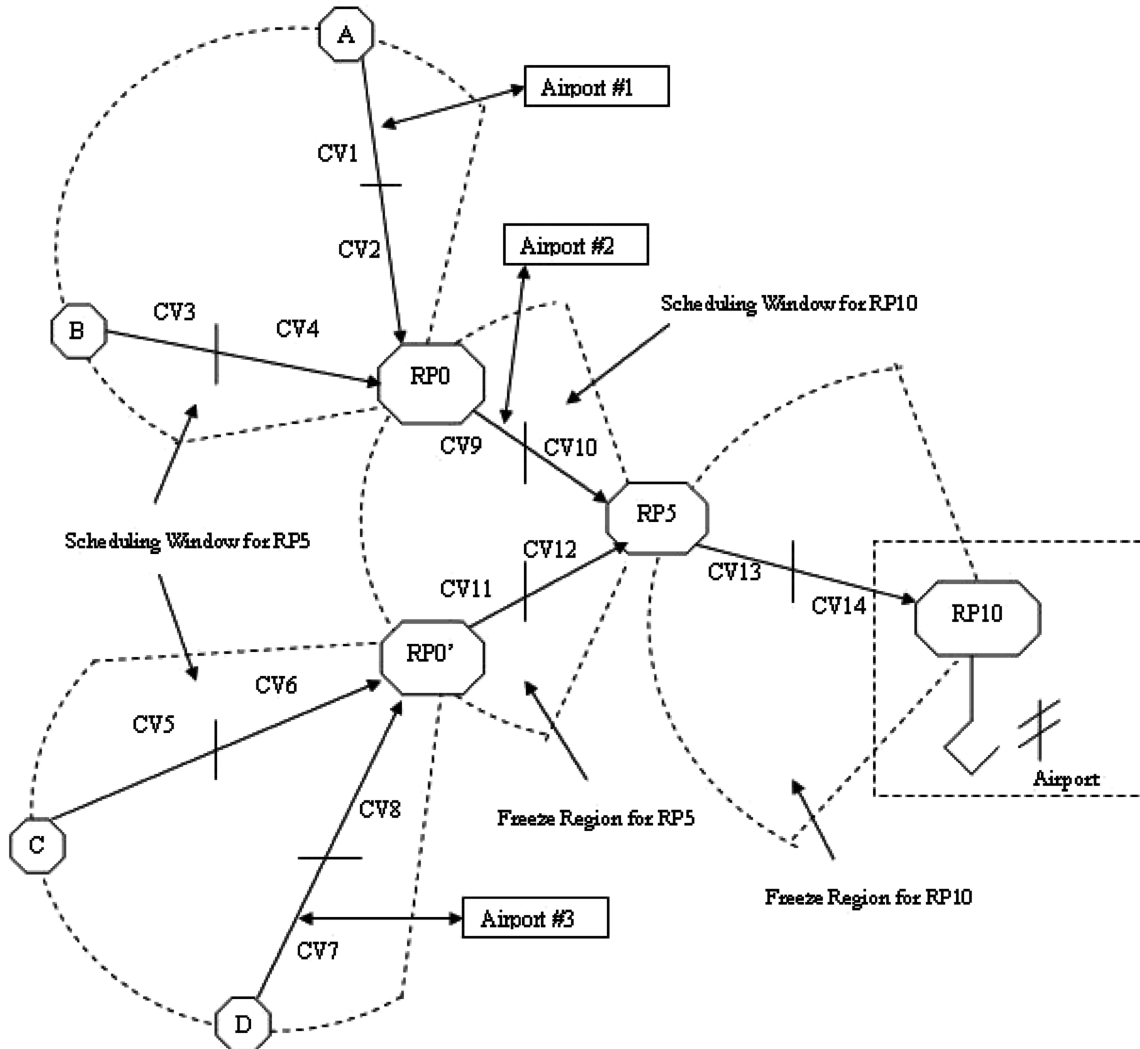 A
Airport #1
CV1
CV2
Airport #2
Scheduling Window for RP10
B
CV3
CV4
RP0
CV9
CV10
RP5
Scheduling Window for RP5
CV11
CV12
CV13
CV14
RP10
RP0’
CV6
CV5
Airport
CV8
Freeze Region for RP5
C
Freeze Region for RP10
Airport #3
CV7
D